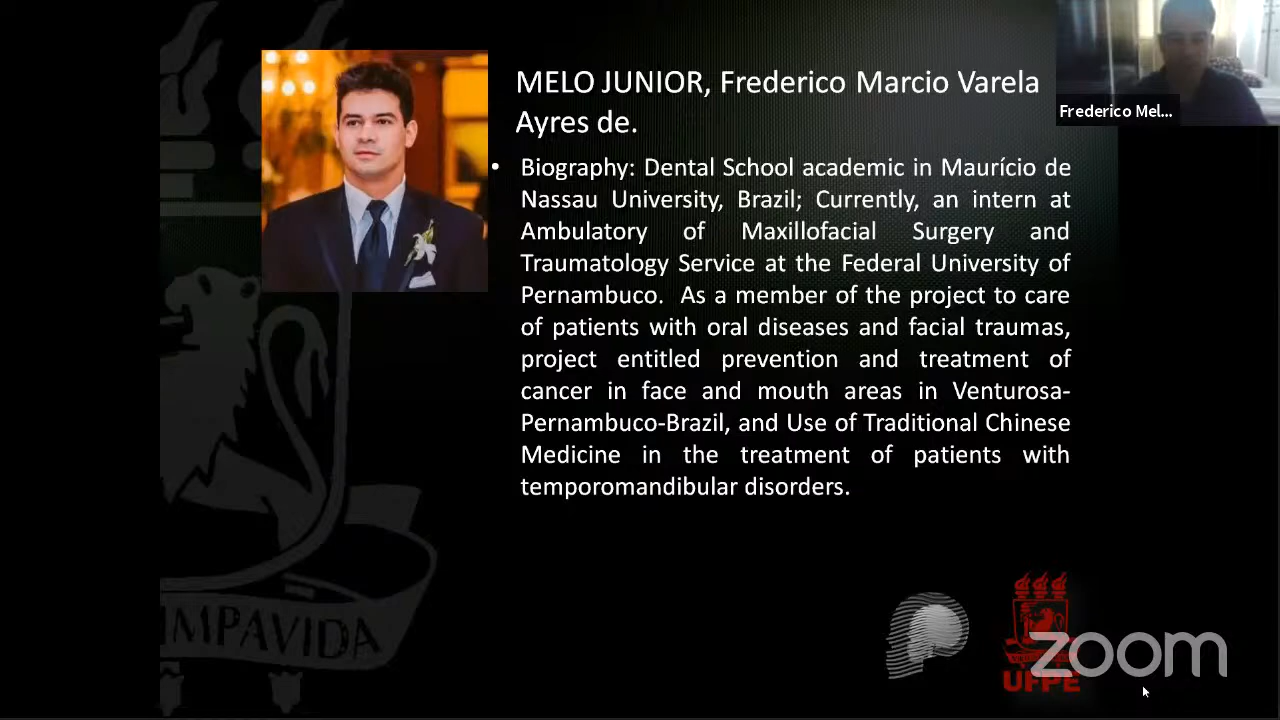 MELO JUNIOR, Frederico Marcio Varela
Ayres de.
Frederico Mel...
• Biography: Dental School academic in Maurício de
Nassau University, Brazil; Currently, an intern at
Ambulatory of Maxillofacial Surgery and
Traumatology Service at the Federal University of
Pernambuco. As a member of the project to care
of patients with oral diseases and facial traumas,
project entitled prevention and treatment of
cancer in face and mouth areas in Venturosa-
Pernambuco-Brazil, and Use of Traditional Chinese
Medicine in the treatment of patients with
temporomandibular disorders.
IMPAVIDA
zoom
UFPE